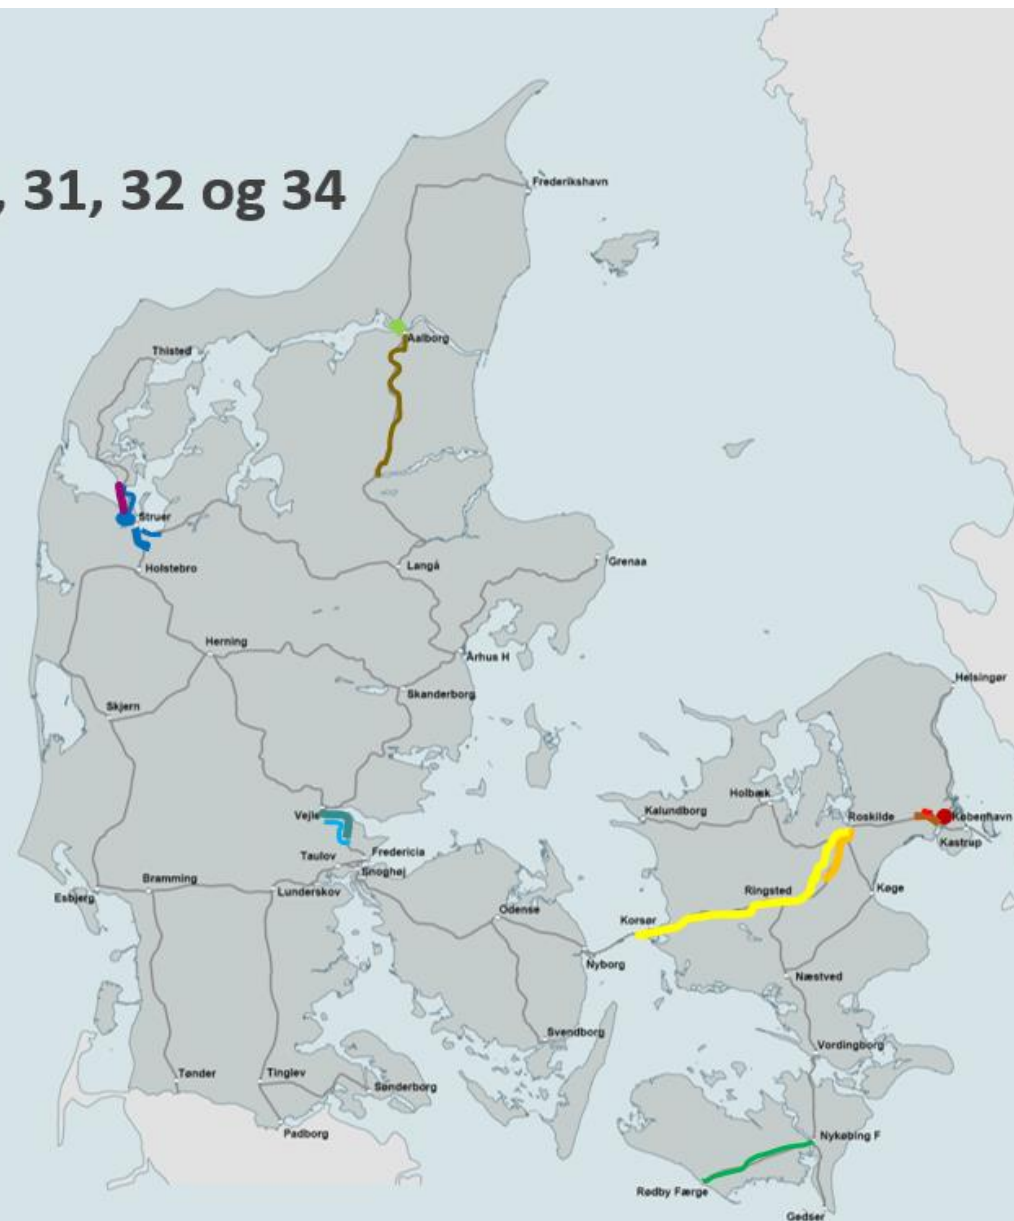 , 31, 32 og 34
Frederikshavn
Aalborg
Thisted
Struer
Holstebro
Langå
Grenaa
Herning
Århus H
Skanderborg
Skjern
Helsingør
Vejle
Holbæk
Kalundborg
Roskilde
København
Kastrup
Taulov
Fredericia
Snoghøj
Bramming
Esbjerg
Lunderskov
Ringsted
Køge
Odense
Korsør
Nyborg
Næstved
Svendborg
Vordingborg
Tønder
Tinglev
Sønderborg
Padborg
Nykøbing F
Rødby Færge
Gedser